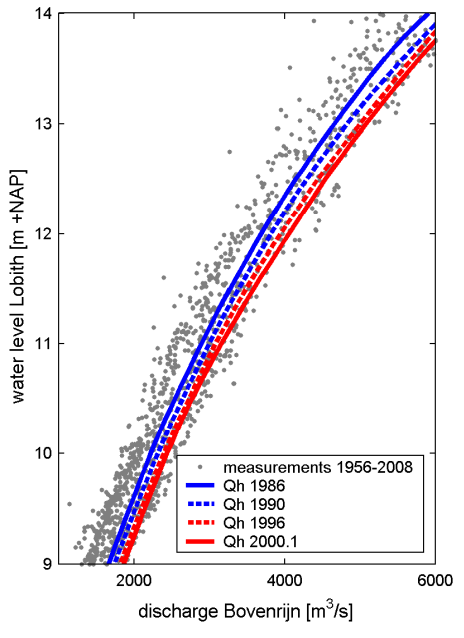 14
13
12
11
10
9
water level Lobith [m +NAP]
measurements 1956-2008
Qh 1986
Qh 1990
Qh 1996
Qh 2000.1
2000
4000
6000
discharge Bovenrijn [m³/s]